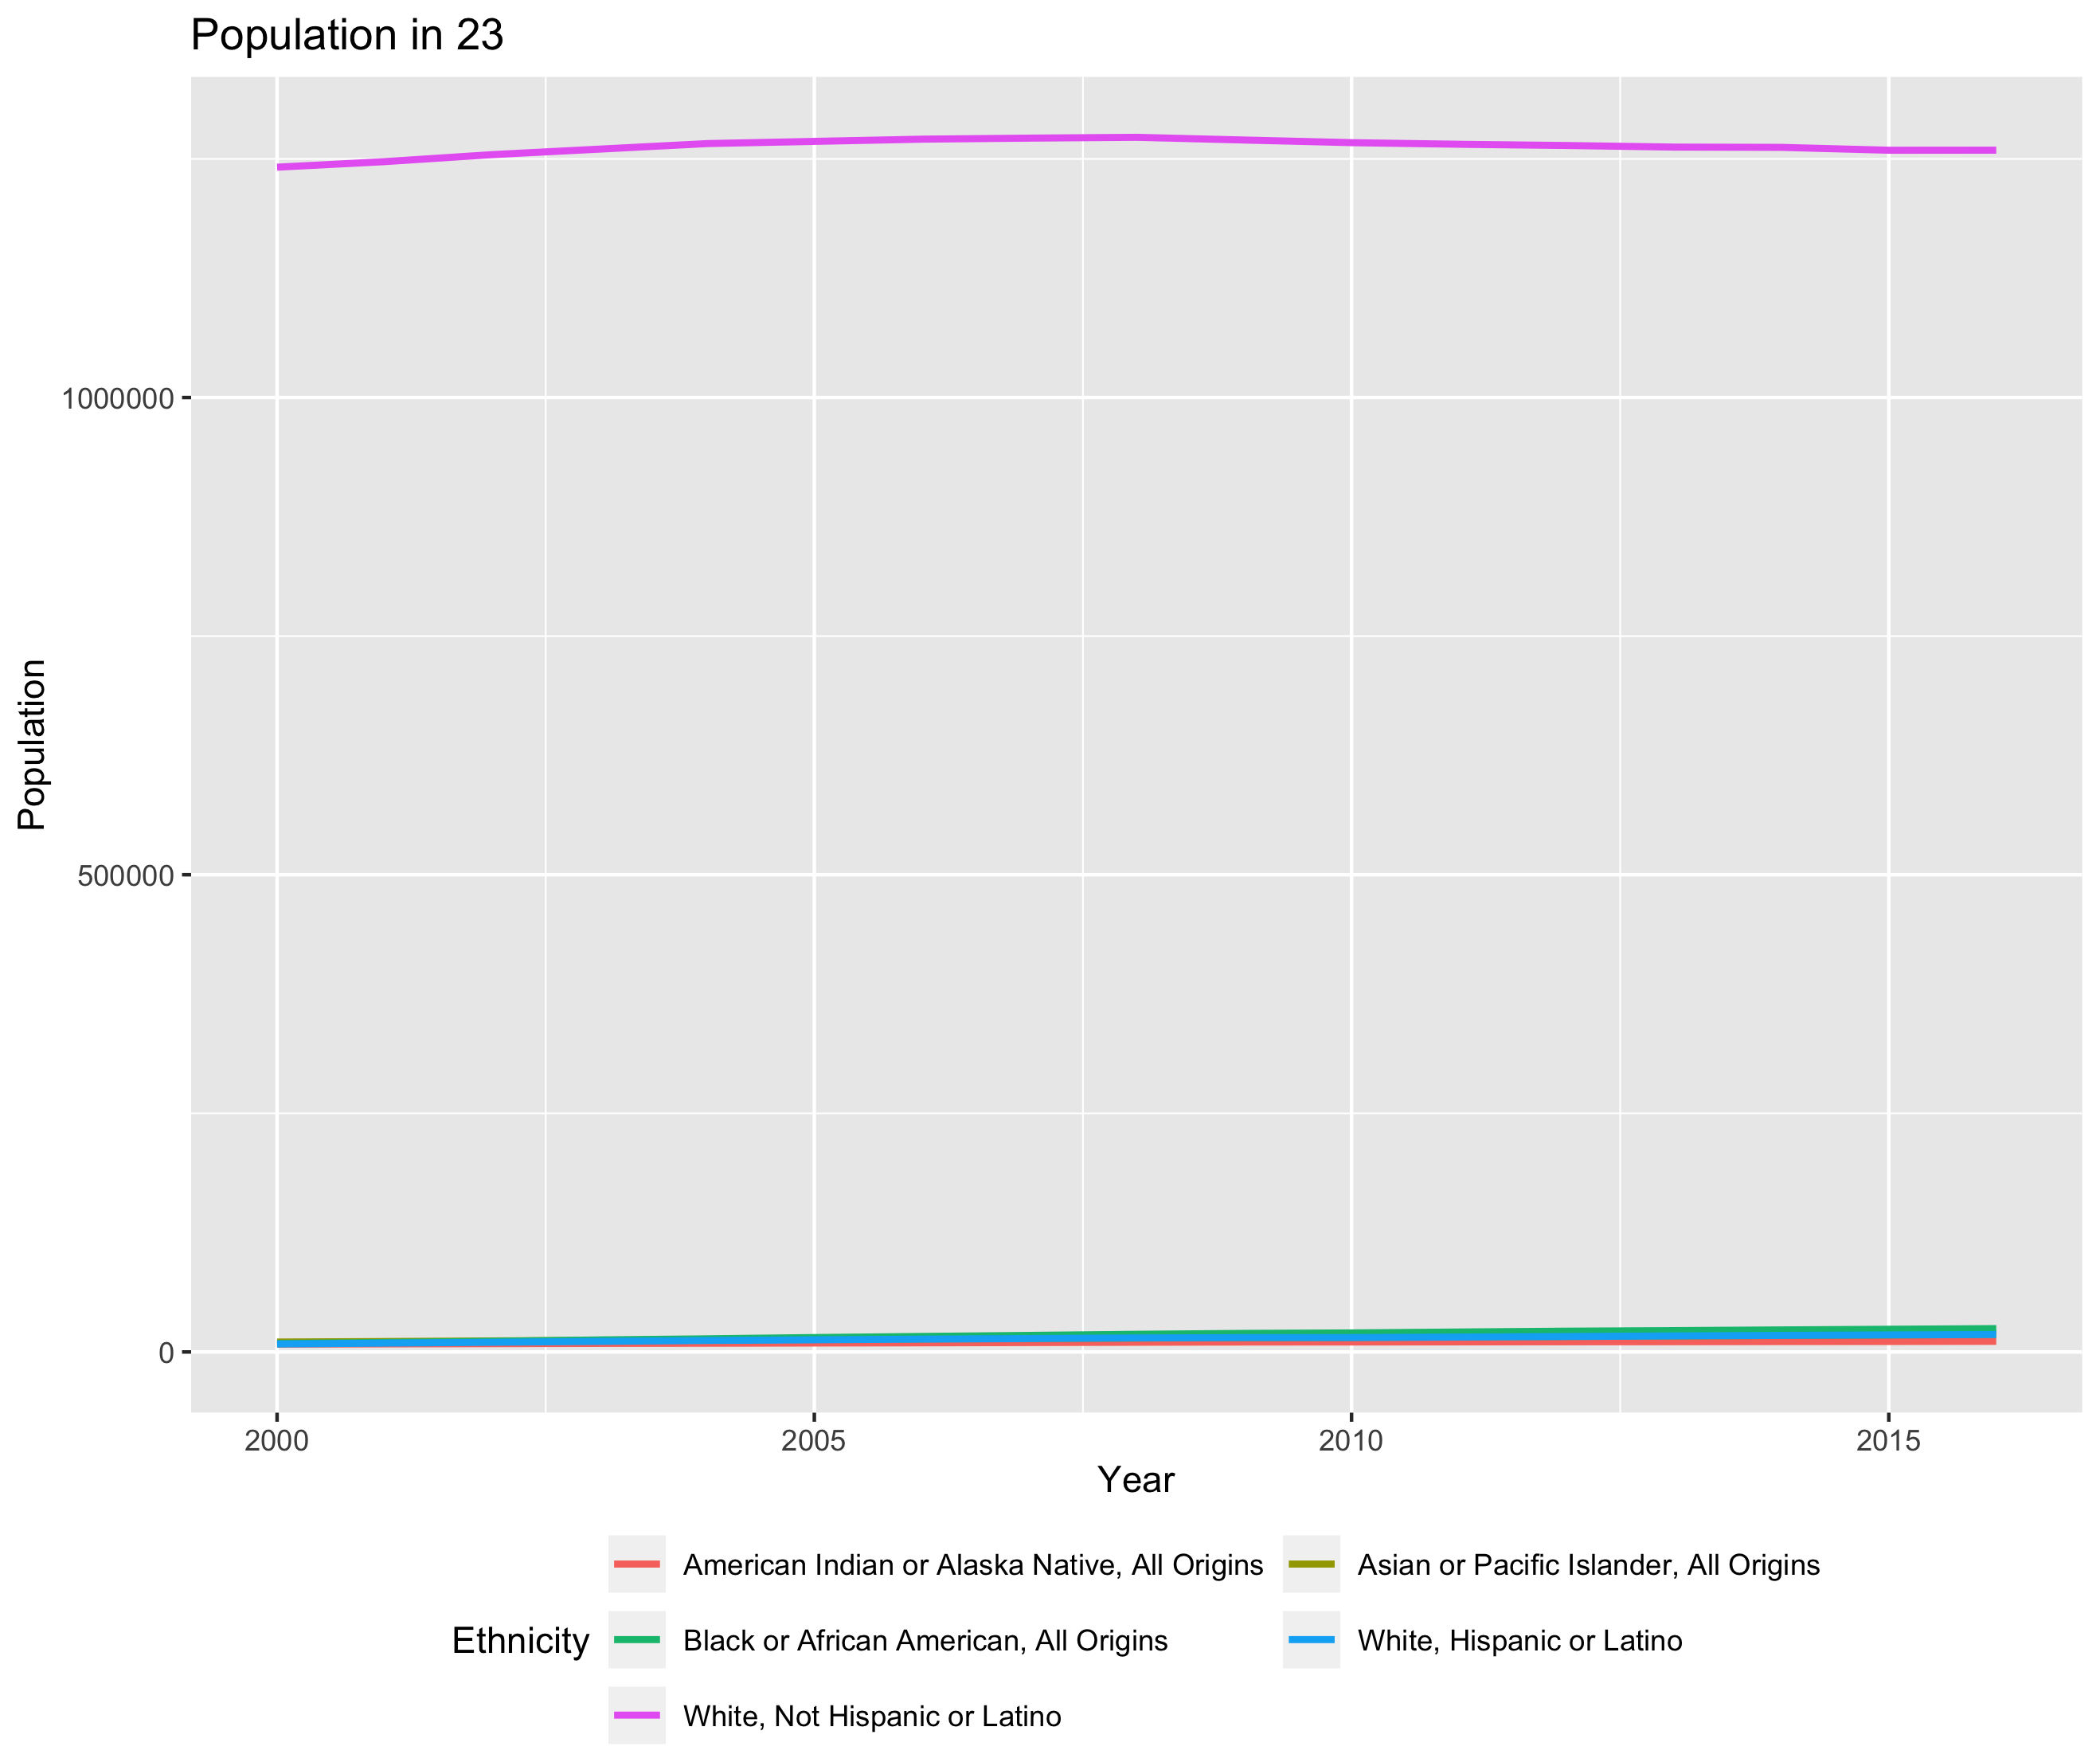 Population in 23
Population
1000000
500000
0
2000 2005 2010 2015
Year
Ethnicity
American Indian or Alaska Native, All Origins
Asian or Pacific Islander, All Origins
Black or African American, All Origins
White, Hispanic or Latino
White, Not Hispanic or Latino